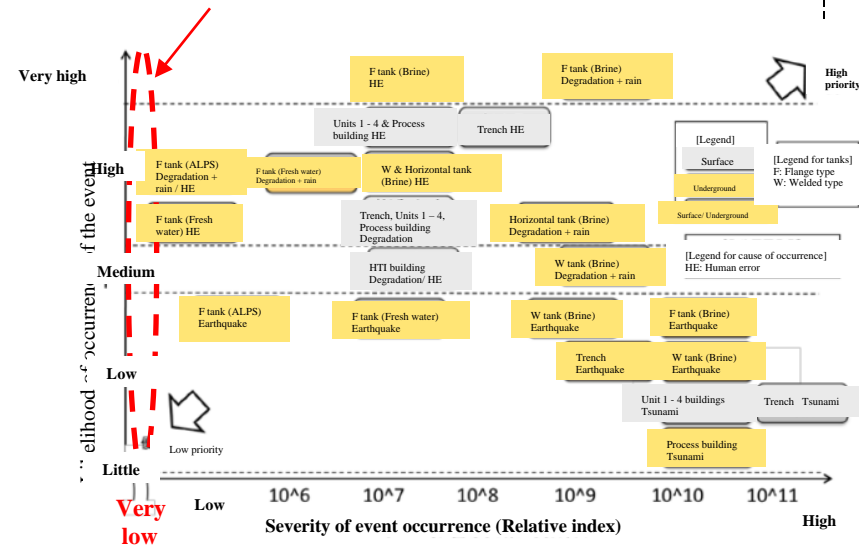 Very high
F tank (Brine)
HE
F tank (Brine)
Degradation + rain
High
priority
Units 1 - 4 & Process
building HE
Trench HE
[Legend]
Surface
Underground
Surface/ Underground
[Legend for tanks]
F: Flange type
W: Welded type
High
F tank (ALPS)
Degradation +
rain / HE
F tank (Fresh water)
Degradation + rain
W & Horizontal tank
(Brine) HE
F tank (Fresh
water) HE
Trench, Units 1 – 4,
Process building
Degradation
Horizontal tank (Brine)
Degradation + rain
[Legend for cause of occurrence]
HE: Human error
Medium
HTI building
Degradation/ HE
W tank (Brine)
Degradation + rain
F tank (ALPS)
Earthquake
F tank (Fresh water)
Earthquake
W tank (Brine)
Earthquake
F tank (Brine)
Earthquake
Trench
Earthquake
W tank (Brine)
Earthquake
Low
Unit 1 - 4 buildings
Tsunami
Trench Tsunami
Low priority
Process building
Tsunami
Little
of the event
Very
low
Low
10^6
10^7
10^8
10^9
10^10
10^11
High
Severity of event occurrence (Relative index)